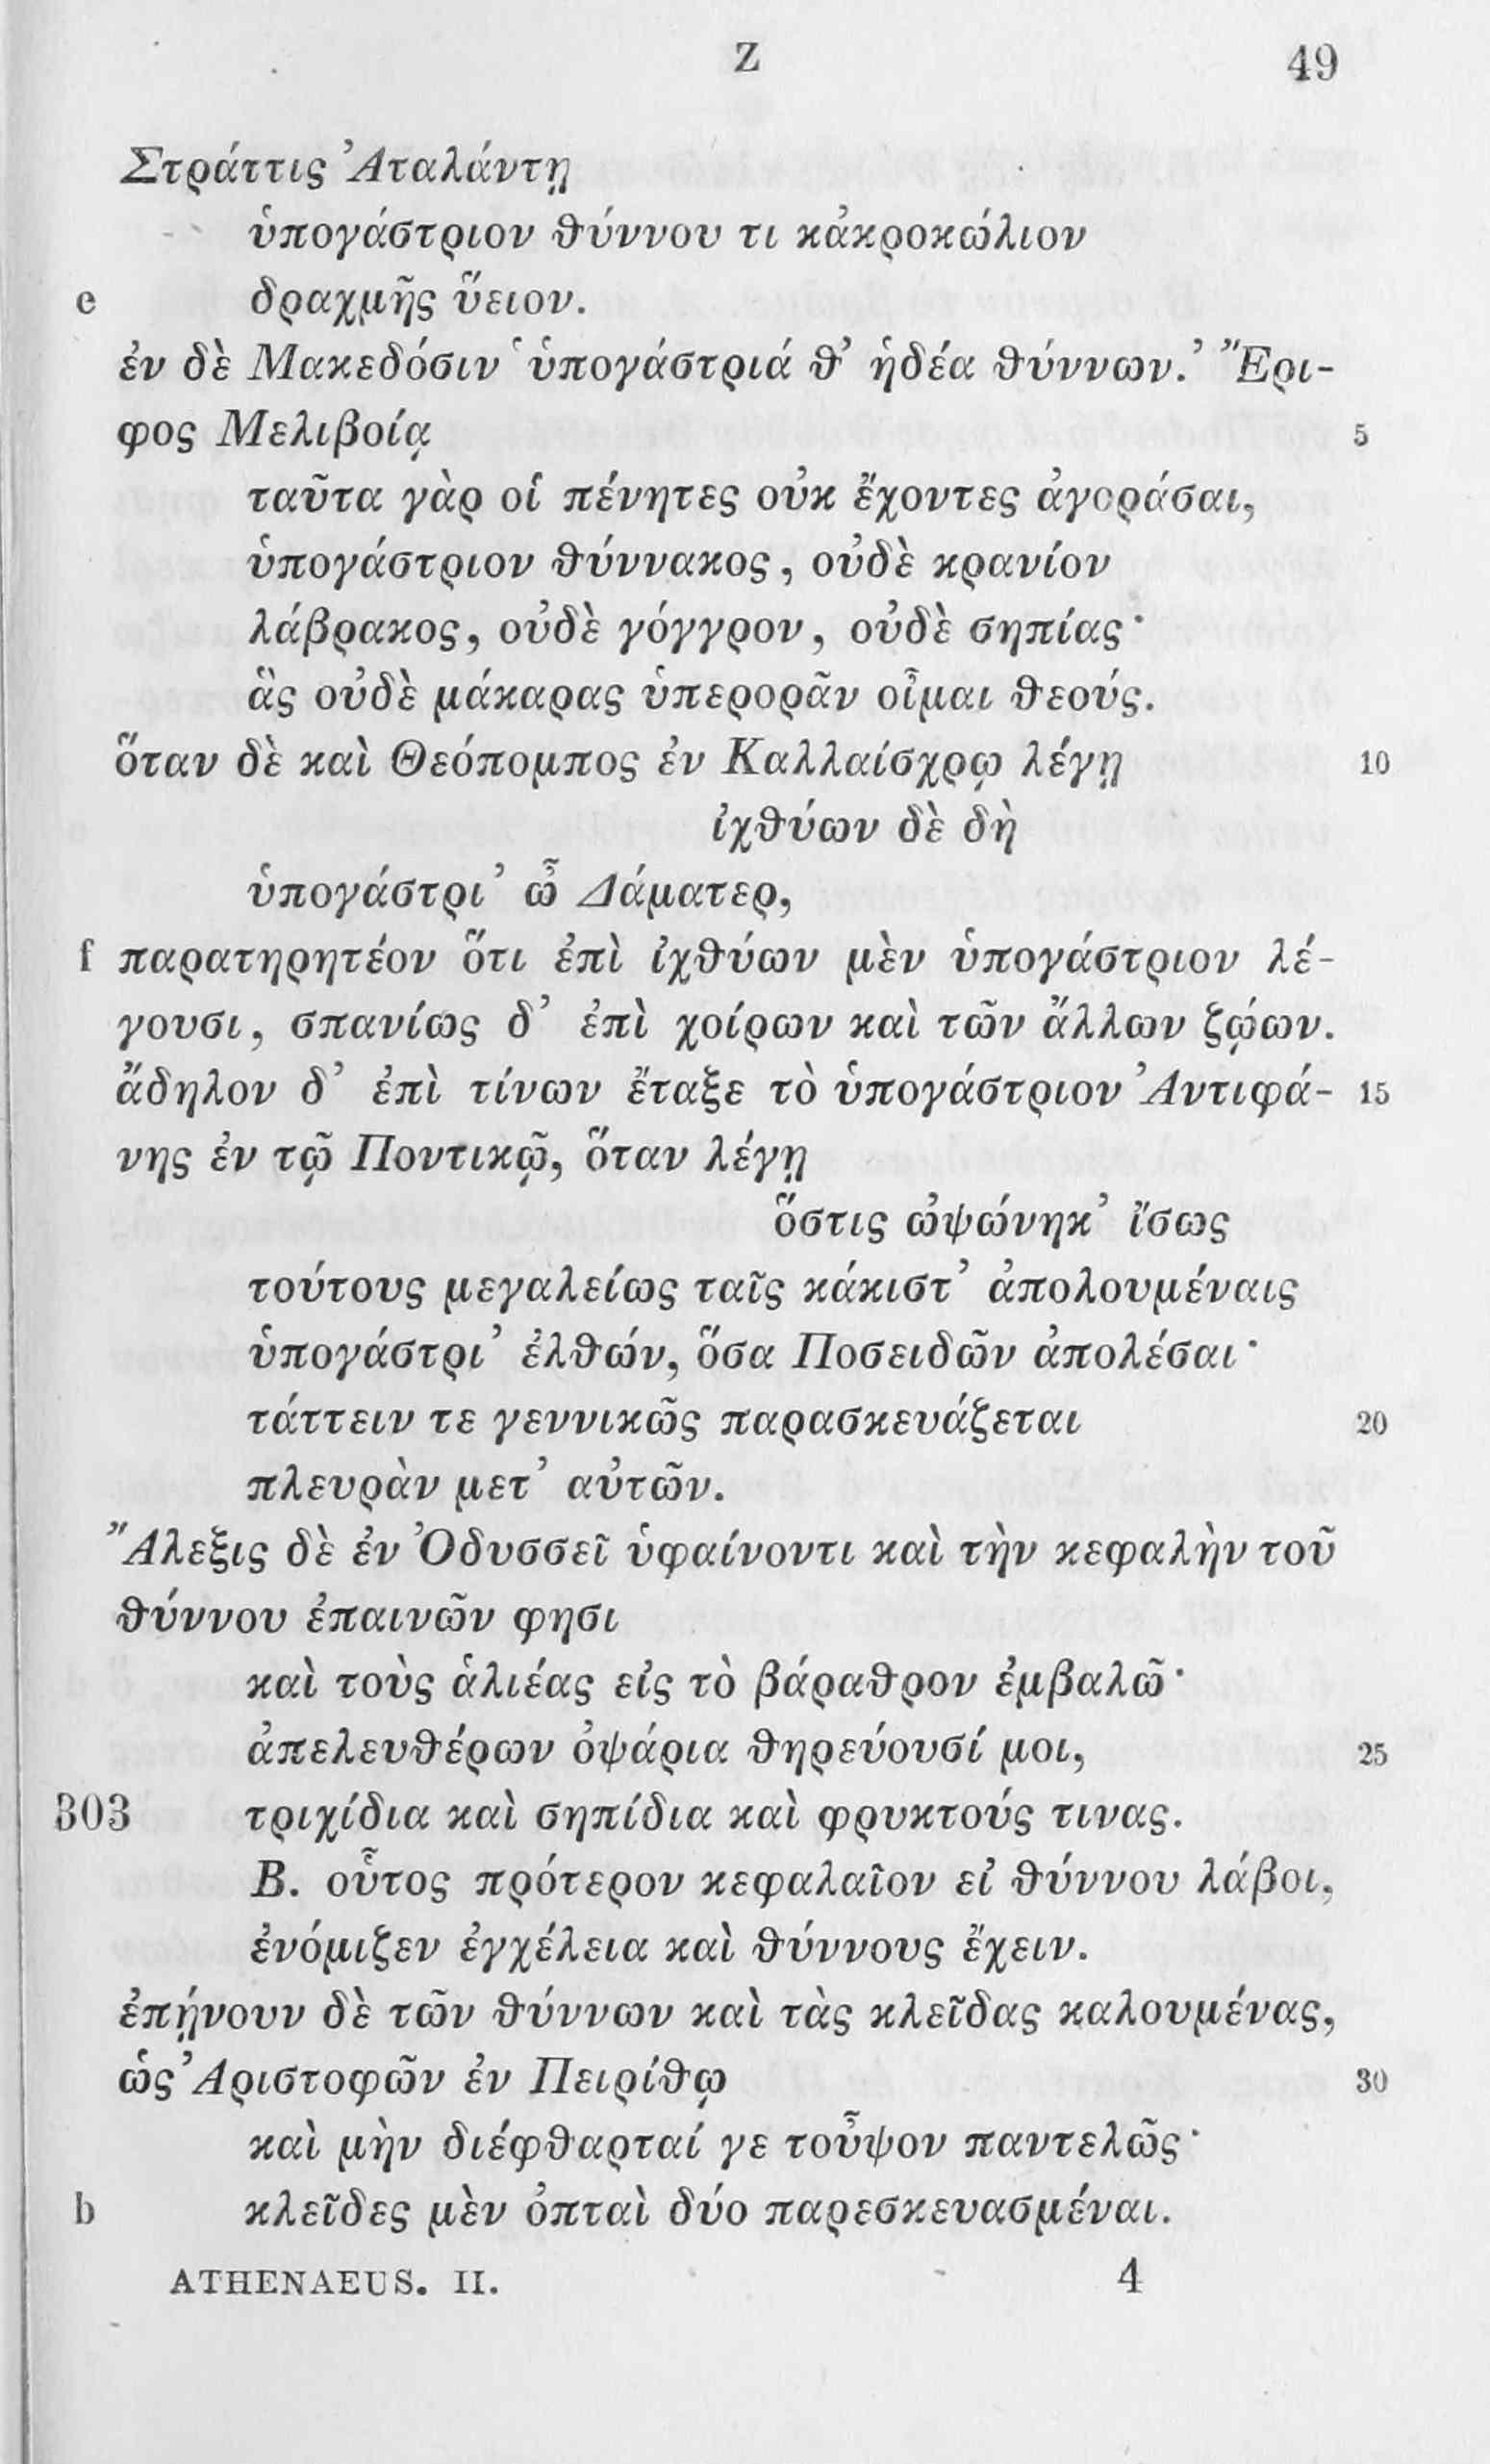 Ζ 49
Στράττις Ἀταλάντῃ
ὑπογάστριον θύννου τι κἀκροκώλιον
e δραχμῆς ὕειον.
ἐν δὲ Μακεδόσιν ‘ὑπογάστριά θ’ ἡδέα θύννων.’ Ἔρι-
φος Μελιβοίᾳ 5
ταῦτα γὰρ οἱ πένητες οὐκ ἔχοντες ἀγοράσαι,
ὑπογάστριον θύννακος, οὐδὲ κρανίον
λάβρακος, οὐδὲ γόγγρον, οὐδὲ σηπίας·
ἃς οὐδὲ μάκαρας ὑπερορᾶν οἶμαι θεούς.
ὅταν δὲ καὶ Θεόπομπος ἐν Καλλαίσχρῳ λέγῃ 10
ἰχθύων δὲ δὴ
ὑπογάστρι’ ὦ Δάματερ,
f παρατηρητέον ὅτι ἐπὶ ἰχθύων μὲν ὑπογάστριον λέ-
γουσι, σπανίως δ’ ἐπὶ χοίρων καὶ τῶν ἄλλων ζῴων.
ἄδηλον δ’ ἐπὶ τίνων ἔταξε τὸ ὑπογάστριον Ἀντιφά- 15
νης ἐν τῷ Ποντικῷ, ὅταν λέγῃ
ὅστις ὠψώνηκ’ ἴσως
τούτους μεγαλείως ταῖς κάκιστ’ ἀπολουμέναις
ὑπογάστρι’ ἐλθών, ὅσα Ποσειδῶν ἀπολέσαι·
τάττειν τε γεννικῶς παρασκευάζεται 20
πλευρὰν μετ’ αὐτῶν.
Ἄλεξις δὲ ἐν Ὀδυσσεῖ ὑφαίνοντι καὶ τὴν κεφαλὴν τοῦ
θύννου ἐπαινῶν φησι
καὶ τοὺς ἁλιέας εἰς τὸ βάραθρον ἐμβαλῶ·
ἀπελευθέρων ὀψάρια θηρεύουσί μοι, 25
303 τριχίδια καὶ σηπίδια καὶ φρυκτούς τινας.
Β. οὗτος πρότερον κεφαλαῖον εἰ θύννου λάβοι,
ἐνόμιζεν ἐγχέλεια καὶ θύννους ἔχειν.
ἐπῄνουν δὲ τῶν θύννων καὶ τὰς κλεῖδας καλουμένας,
ὡς Ἀριστοφῶν ἐν Πειρίθῳ 30
καὶ μὴν διέφθαρταί γε τοὖψον παντελῶς·
b κλεῖδες μὲν ὀπταὶ δύο παρεσκευασμέναι.
ATHENAEUS. II. 4